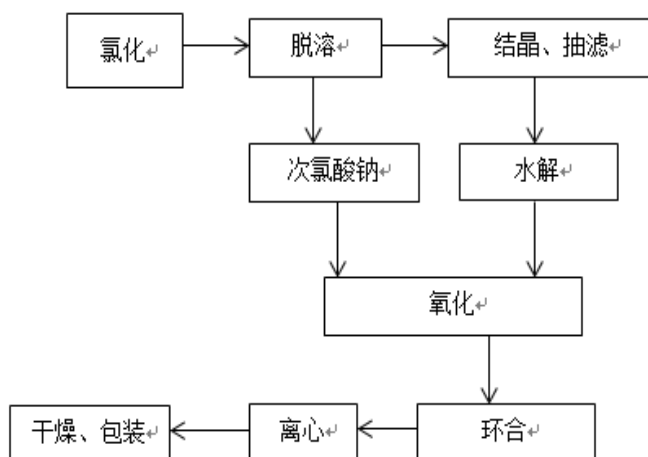 氯化
脱溶
结晶、抽滤
次氯酸钠
水解
氧化
干燥、包装
离心
环合